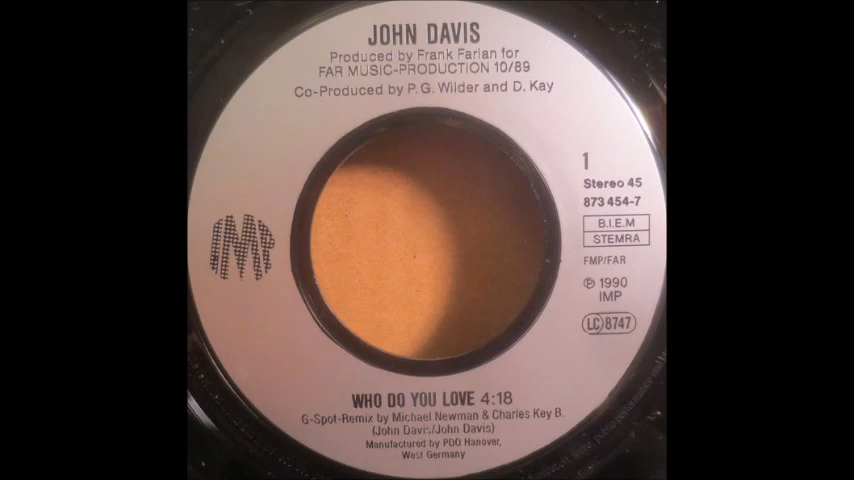 JOHN DAVIS
Produced by Frank Farian for
FAR MUSIC-PRODUCTION 10/89
Co-Produced by P.G. Wilder and D. Kay
1
Stereo 45
873 454-7
B.I.E.M
STEMRA
FMP/FAR
℗ 1990
IMP
LC 8747
IMP
WHO DO YOU LOVE 4:18
G-Spot-Remix by Michael Newman & Charles Key B.
(John Davis/John Davis)
Manufactured by PDO Hanover,
West Germany